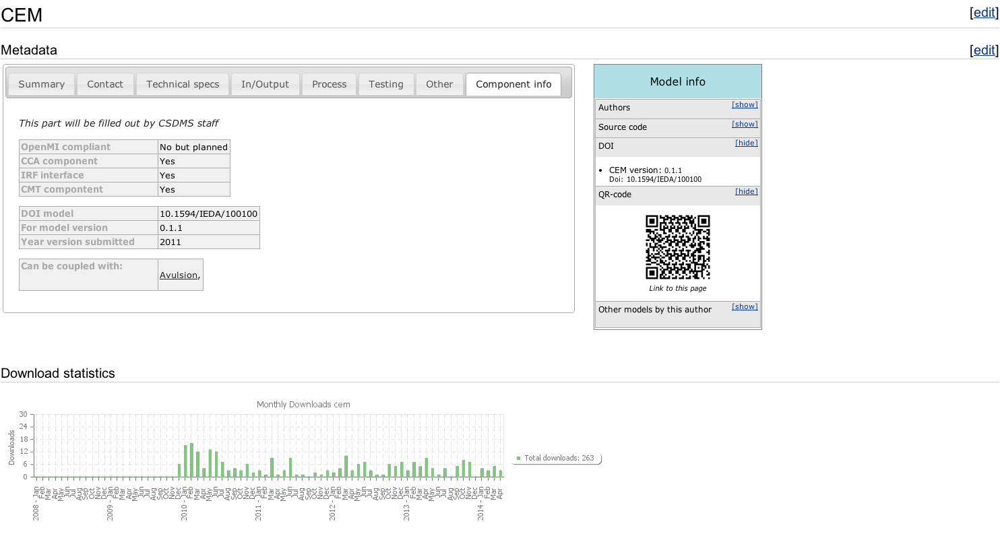 CEM [edit]
Metadata [edit]
Summary Contact Technical specs In/Output Process Testing Other Component info
This part will be filled out by CSDMS staff
OpenMI compliant No but planned
CCA component Yes
IRF interface Yes
CMT compontent Yes
DOI model 10.1594/IEDA/100100
For model version 0.1.1
Year version submitted 2011
Can be coupled with: Avulsion,
Model info
Authors [show]
Source code [show]
DOI [hide]
• CEM version: 0.1.1
Doi: 10.1594/IEDA/100100
QR-code [hide]
Link to this page
Other models by this author [show]
Download statistics
Monthly Downloads cem
Downloads
30
24
18
12
6
0
2008 - Jan Feb Mar Apr May Jun Jul Aug Sep Oct Nov Dec 2009 - Jan Feb Mar Apr May Jun Jul Aug Sep Oct Nov Dec 2010 - Jan Feb Mar Apr May Jun Jul Aug Sep Oct Nov Dec 2011 - Jan Feb Mar Apr May Jun Jul Aug Sep Oct Nov Dec 2012 - Jan Feb Mar Apr May Jun Jul Aug Sep Oct Nov Dec 2013 - Jan Feb Mar Apr May Jun Jul Aug Sep Oct Nov Dec 2014 - Jan Feb Mar Apr
Total downloads: 263